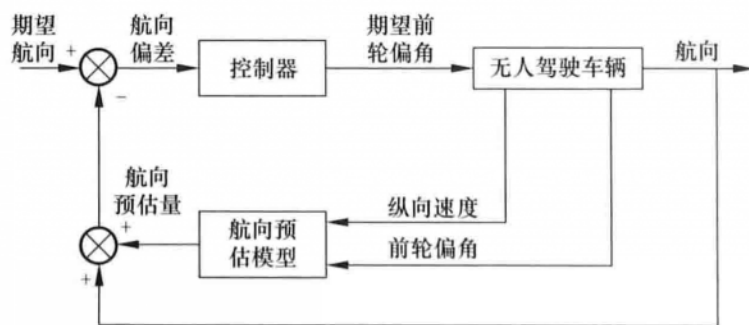 期望
航向
+
航向
偏差
控制器
期望前
轮偏角
无人驾驶车辆
航向
−
航向
预估量
+
航向预
估模型
纵向速度
前轮偏角
+